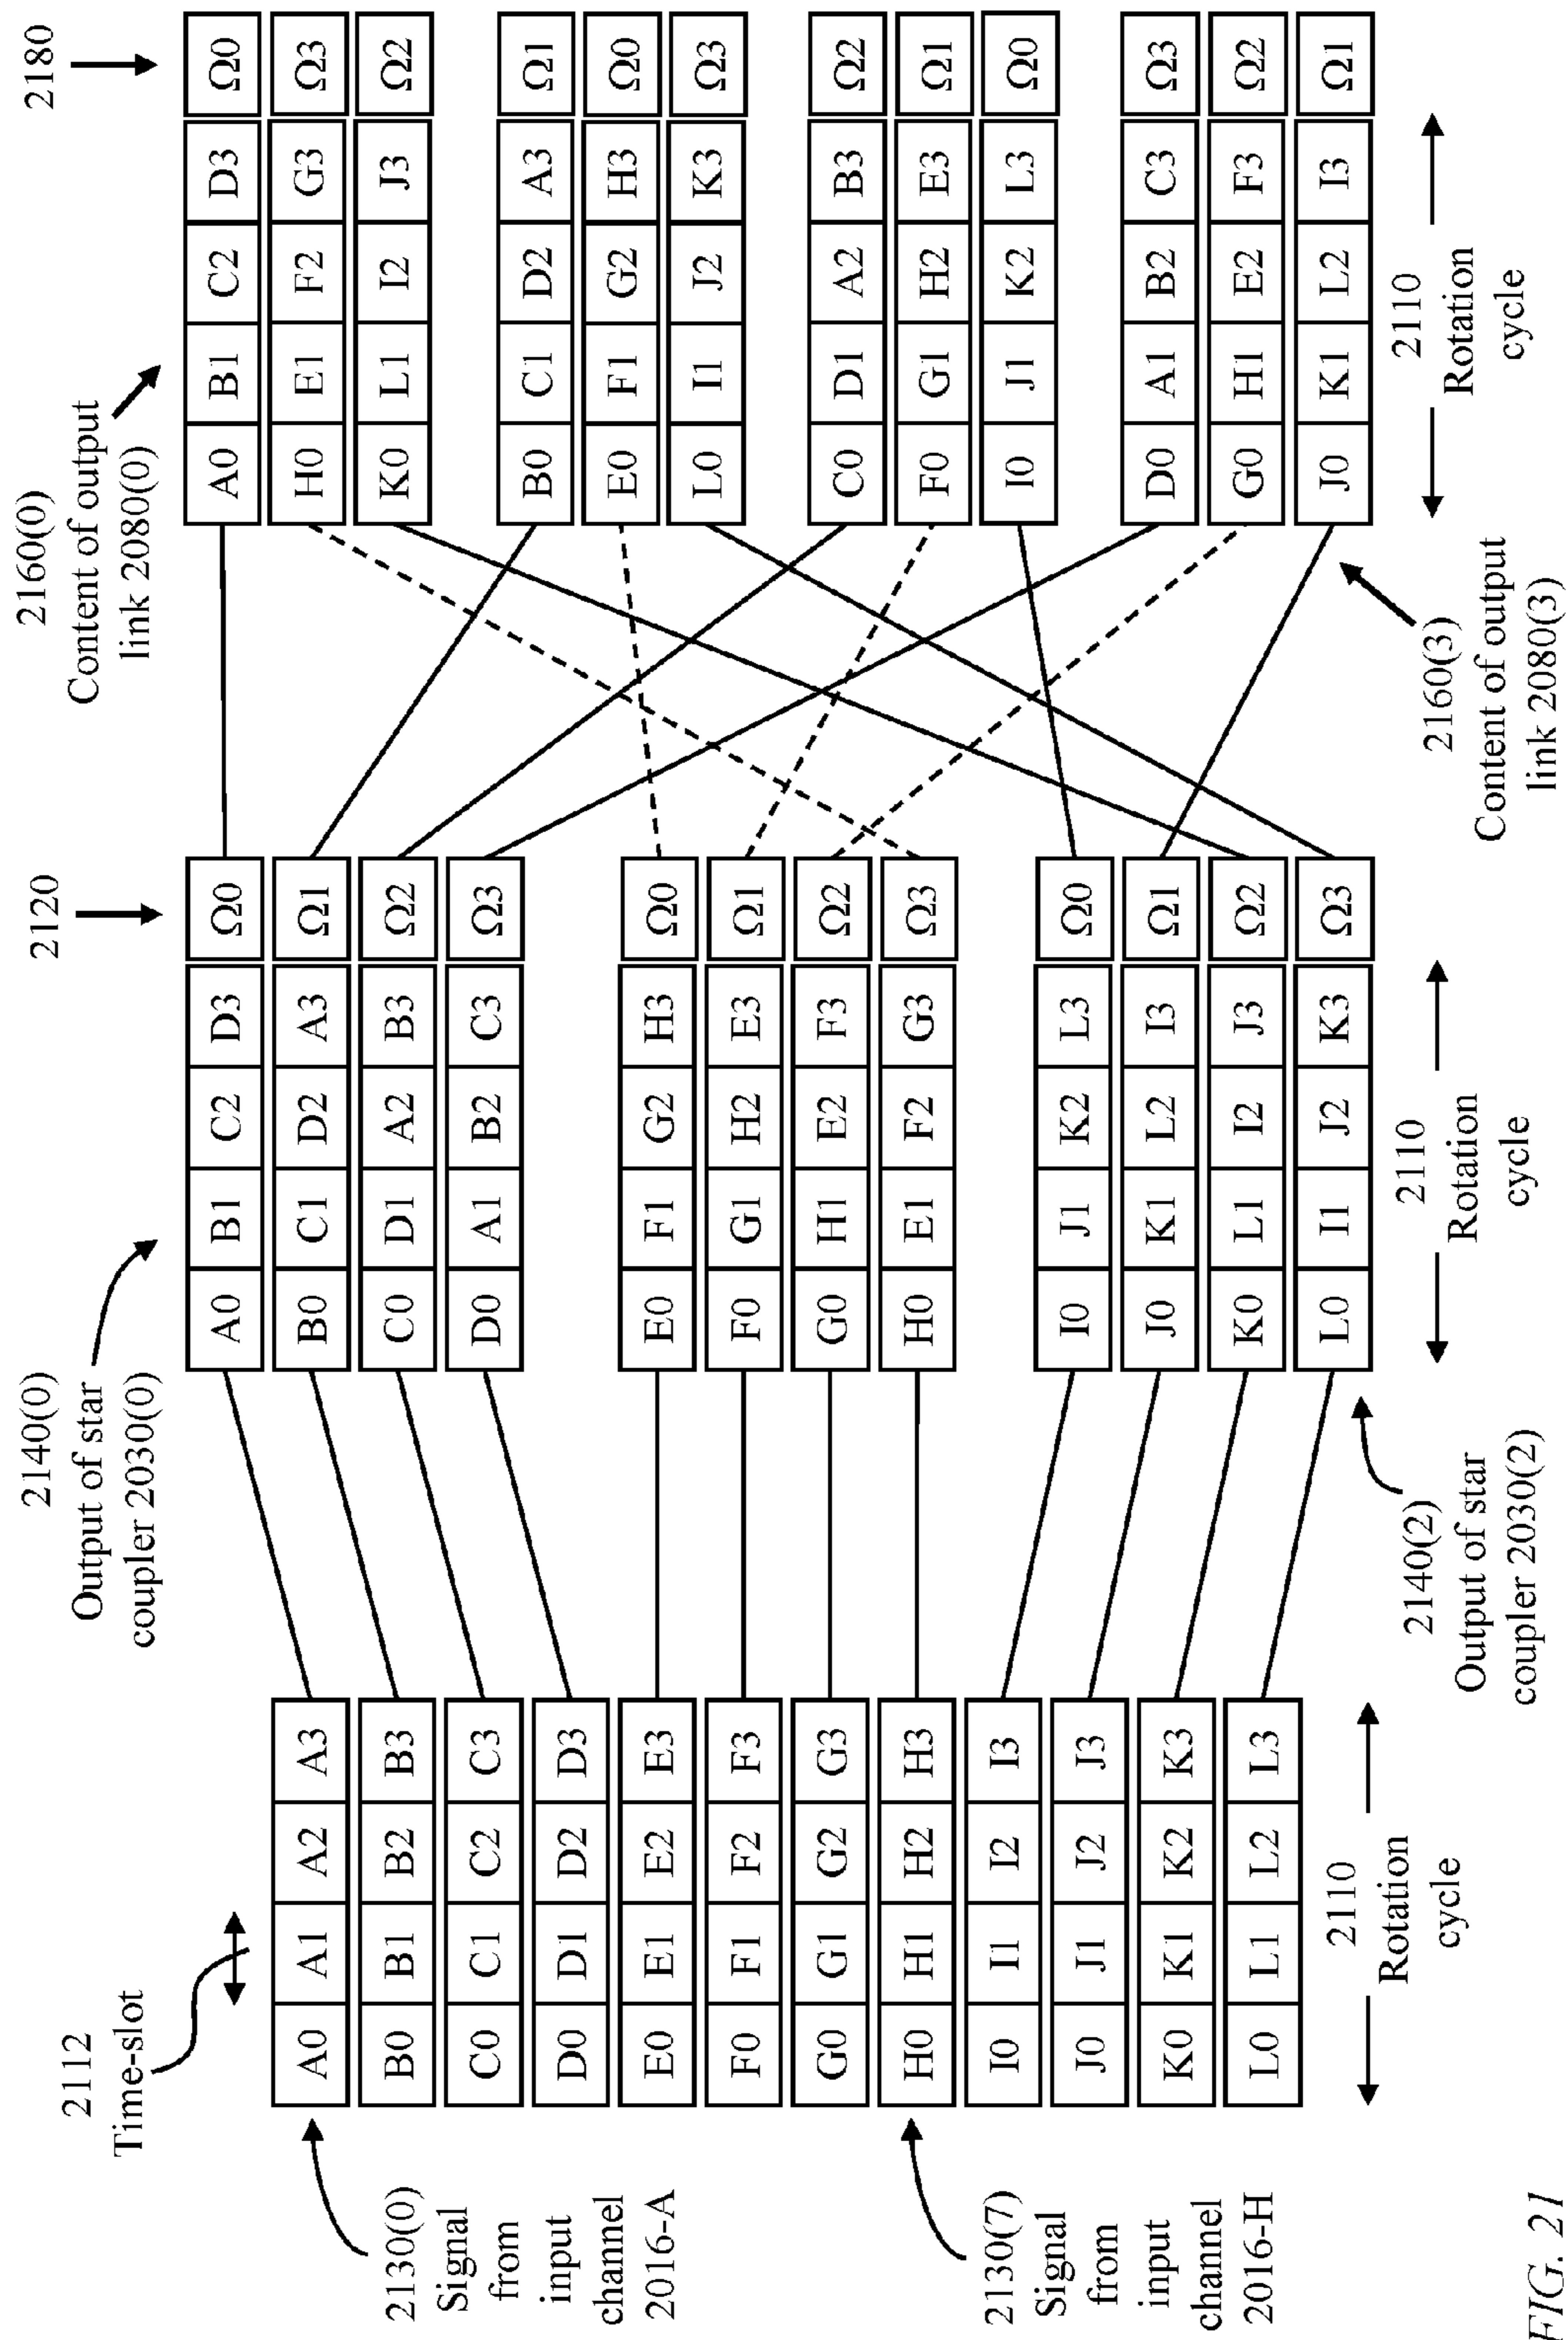 2112
Time-slot
2130(0)
Signal
from
input
channel
2016-A
2130(7)
Signal
from
input
channel
2016-H
A0 A1 A2 A3
B0 B1 B2 B3
C0 C1 C2 C3
D0 D1 D2 D3
E0 E1 E2 E3
F0 F1 F2 F3
G0 G1 G2 G3
H0 H1 H2 H3
I0 I1 I2 I3
J0 J1 J2 J3
K0 K1 K2 K3
L0 L1 L2 L3
2110
Rotation
cycle
2140(0)
Output of star
coupler 2030(0)
2120
A0 B1 C2 D3 Ω0
B0 C1 D2 A3 Ω1
C0 D1 A2 B3 Ω2
D0 A1 B2 C3 Ω3
E0 F1 G2 H3 Ω0
F0 G1 H2 E3 Ω1
G0 H1 E2 F3 Ω2
H0 E1 F2 G3 Ω3
I0 J1 K2 L3 Ω0
J0 K1 L2 I3 Ω1
K0 L1 I2 J3 Ω2
L0 I1 J2 K3 Ω3
2140(2)
Output of star
coupler 2030(2)
2110
Rotation
cycle
2160(0)
Content of output
link 2080(0)
2180
A0 B1 C2 D3 Ω0
H0 E1 F2 G3 Ω3
K0 L1 I2 J3 Ω2
B0 C1 D2 A3 Ω1
E0 F1 G2 H3 Ω0
L0 I1 J2 K3 Ω3
C0 D1 A2 B3 Ω2
F0 G1 H2 E3 Ω1
I0 J1 K2 L3 Ω0
D0 A1 B2 C3 Ω3
G0 H1 E2 F3 Ω2
J0 K1 L2 I3 Ω1
2160(3)
Content of output
link 2080(3)
2110
Rotation
cycle
FIG. 21